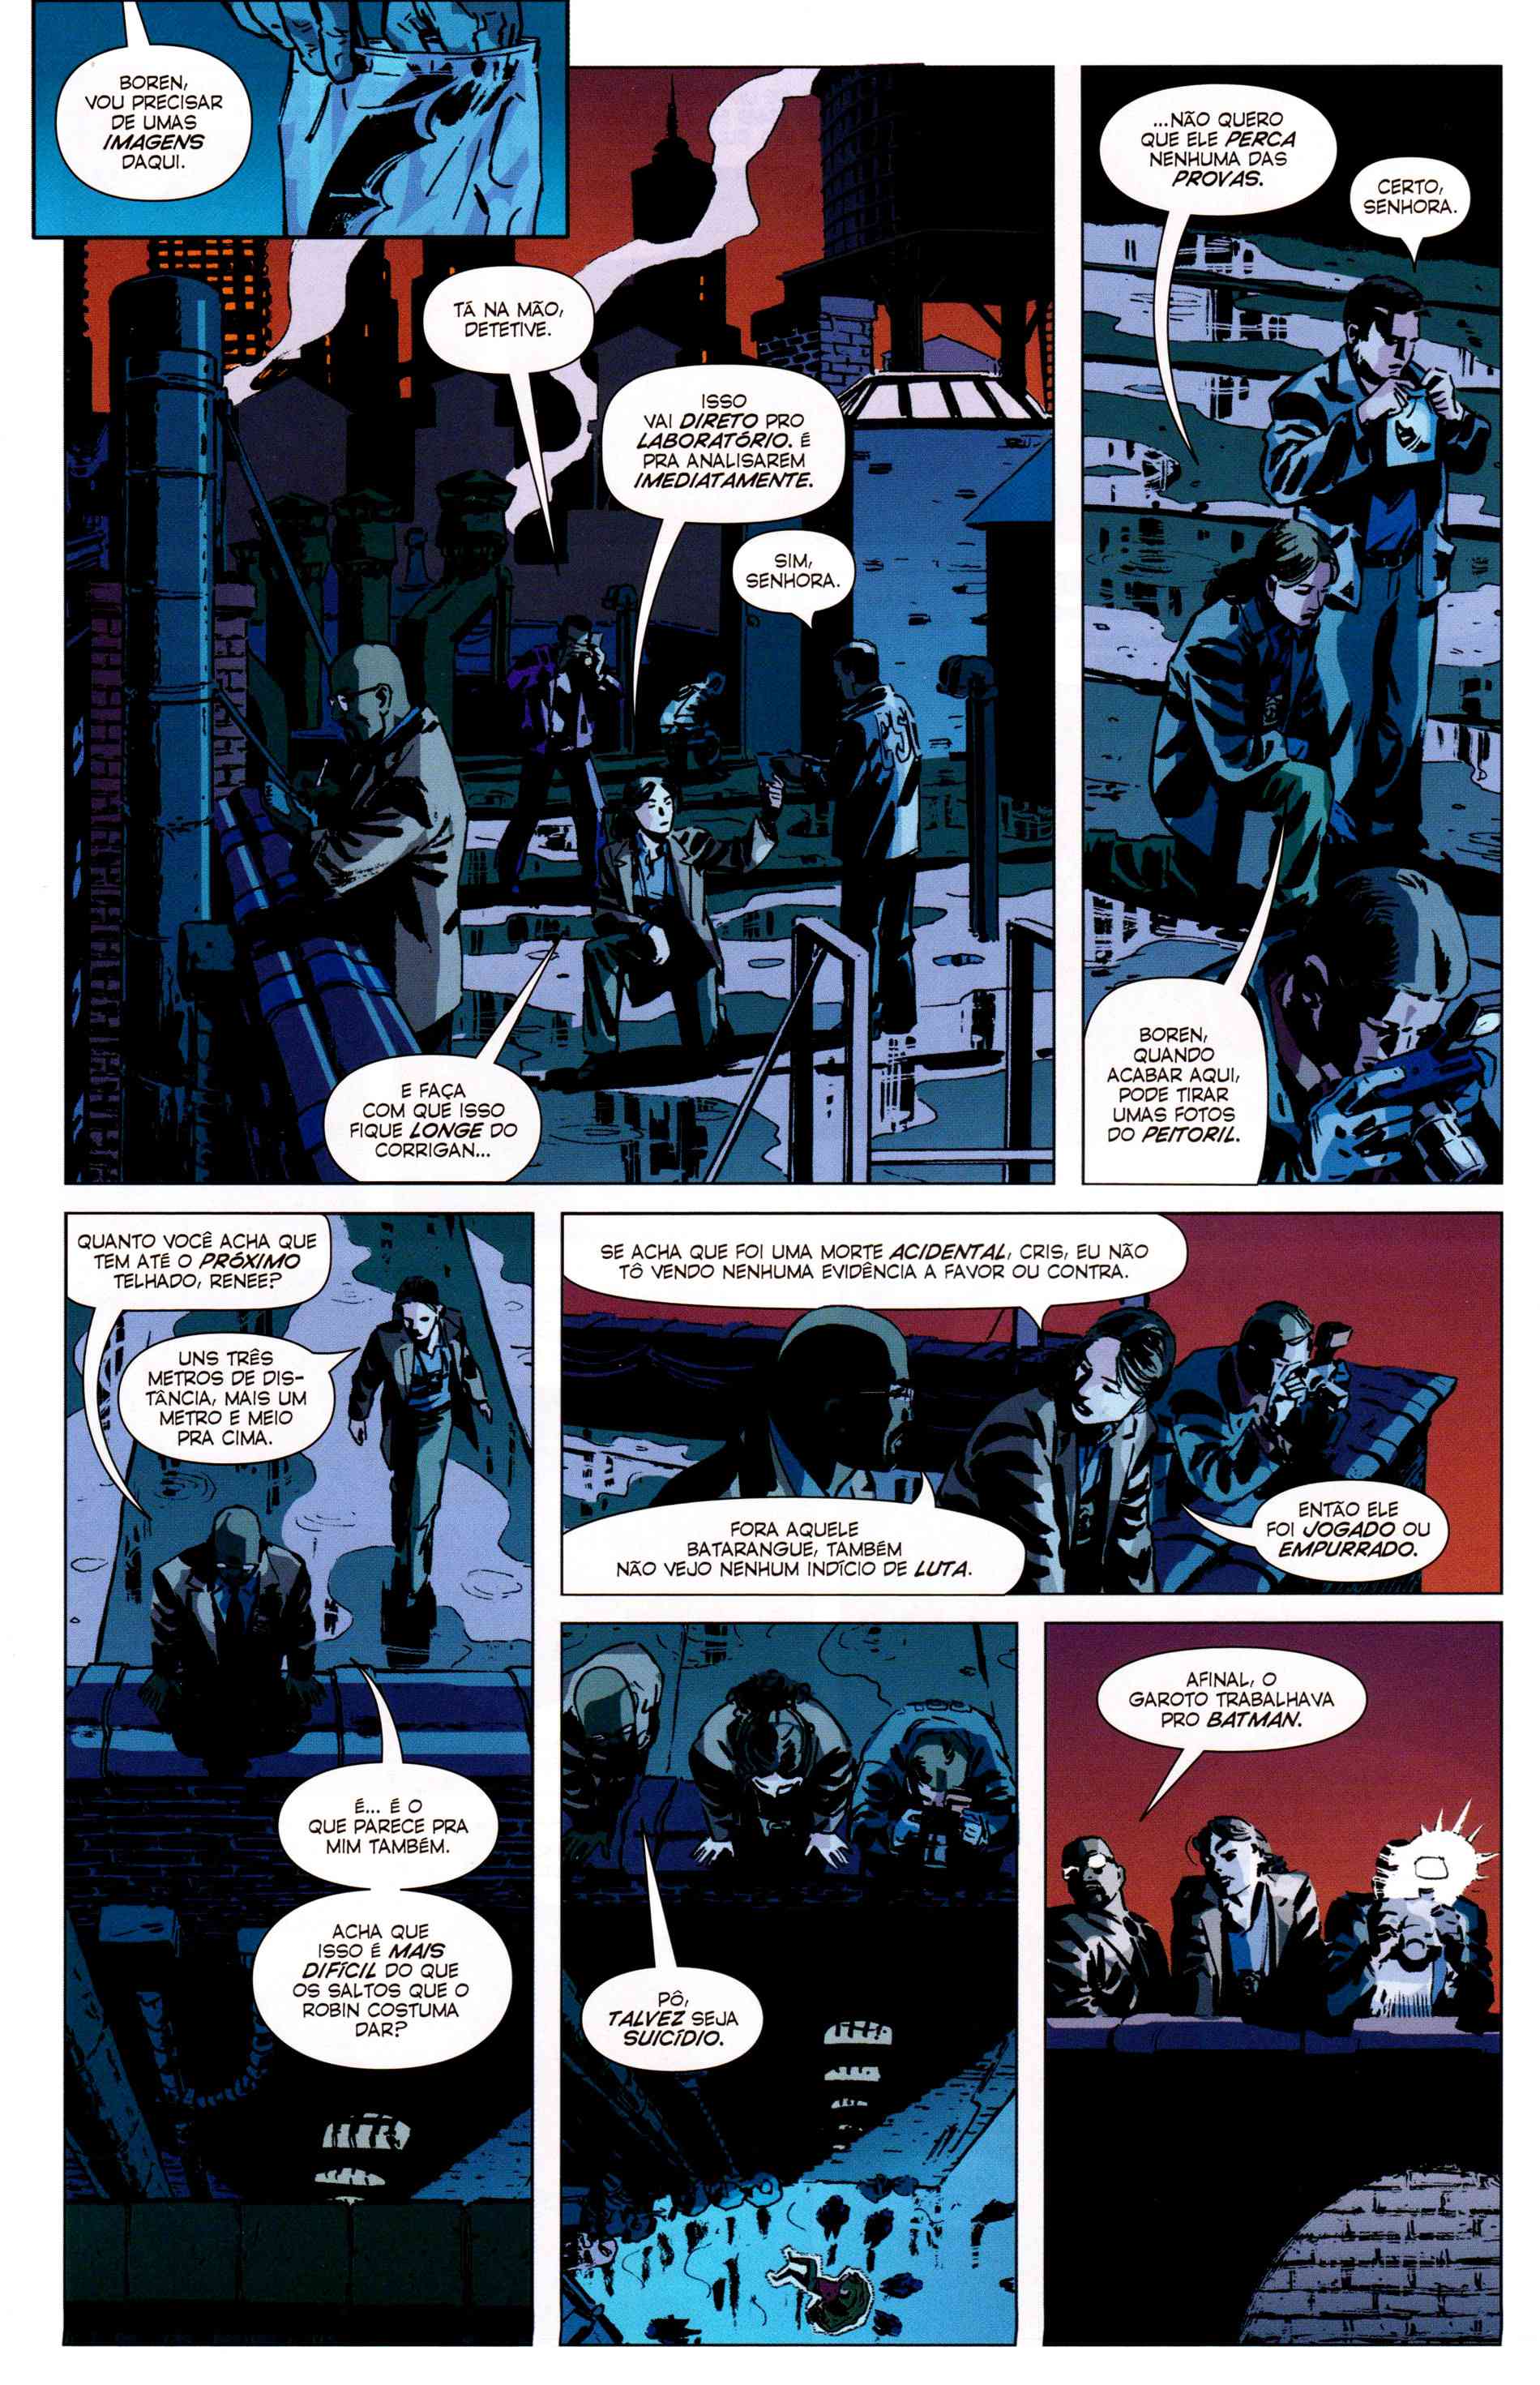 BOREN,
VOU PRECISAR
DE UMAS
IMAGENS
DAQUI.
TÁ NA MÃO,
DETETIVE.
ISSO
VAI DIRETO PRO
LABORATÓRIO. É
PRA ANALISAREM
IMEDIATAMENTE.
SIM,
SENHORA.
CSU
E FAÇA
COM QUE ISSO
FIQUE LONGE DO
CORRIGAN...
...NÃO QUERO
QUE ELE PERCA
NENHUMA DAS
PROVAS.
CERTO,
SENHORA.
BOREN,
QUANDO
ACABAR AQUI,
PODE TIRAR
UMAS FOTOS
DO PEITORIL.
QUANTO VOCÊ ACHA QUE
TEM ATÉ O PRÓXIMO
TELHADO, RENEE?
UNS TRÊS
METROS DE DIS-
TÂNCIA, MAIS UM
METRO E MEIO
PRA CIMA.
É... É O
QUE PARECE PRA
MIM TAMBÉM.
ACHA QUE
ISSO É MAIS
DIFÍCIL DO QUE
OS SALTOS QUE O
ROBIN COSTUMA
DAR?
SE ACHA QUE FOI UMA MORTE ACIDENTAL, CRIS, EU NÃO
TÔ VENDO NENHUMA EVIDÊNCIA A FAVOR OU CONTRA.
FORA AQUELE
BATARANGUE, TAMBÉM
NÃO VEJO NENHUM INDÍCIO DE LUTA.
ENTÃO ELE
FOI JOGADO OU
EMPURRADO.
PÔ,
TALVEZ SEJA
SUICÍDIO.
AFINAL, O
GAROTO TRABALHAVA
PRO BATMAN.